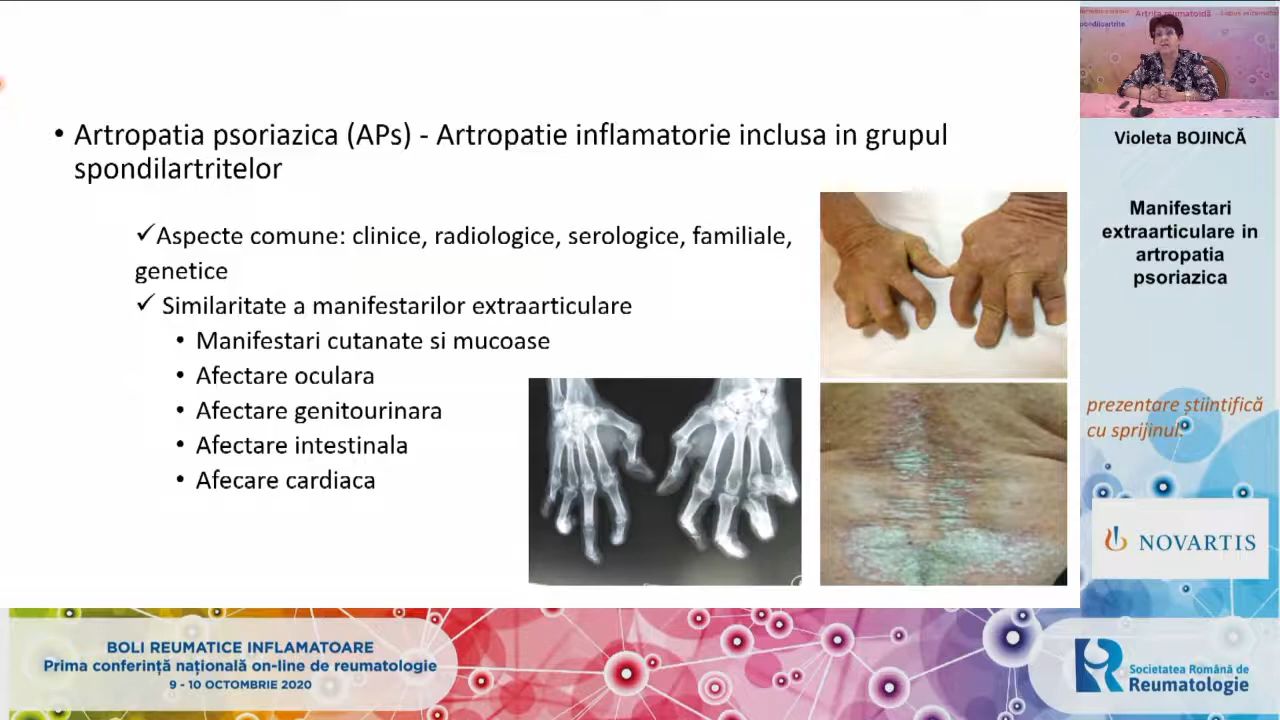 • Artropatia psoriazica (APs) - Artropatie inflamatorie inclusa in grupul
spondilartritelor
✓Aspecte comune: clinice, radiologice, serologice, familiale,
genetice
✓ Similaritate a manifestarilor extraarticulare
• Manifestari cutanate si mucoase
• Afectare oculara
• Afectare genitourinara
• Afectare intestinala
• Afecare cardiaca
Artrita reumatoidă
spondiloartrite
Violeta BOJINCĂ
Manifestari
extraarticulare in
artropatia
psoriazica
prezentare științifică
cu sprijinul:
NOVARTIS
BOLI REUMATICE INFLAMATOARE
Prima conferință națională on-line de reumatologie
9 - 10 OCTOMBRIE 2020
Societatea Română de
Reumatologie